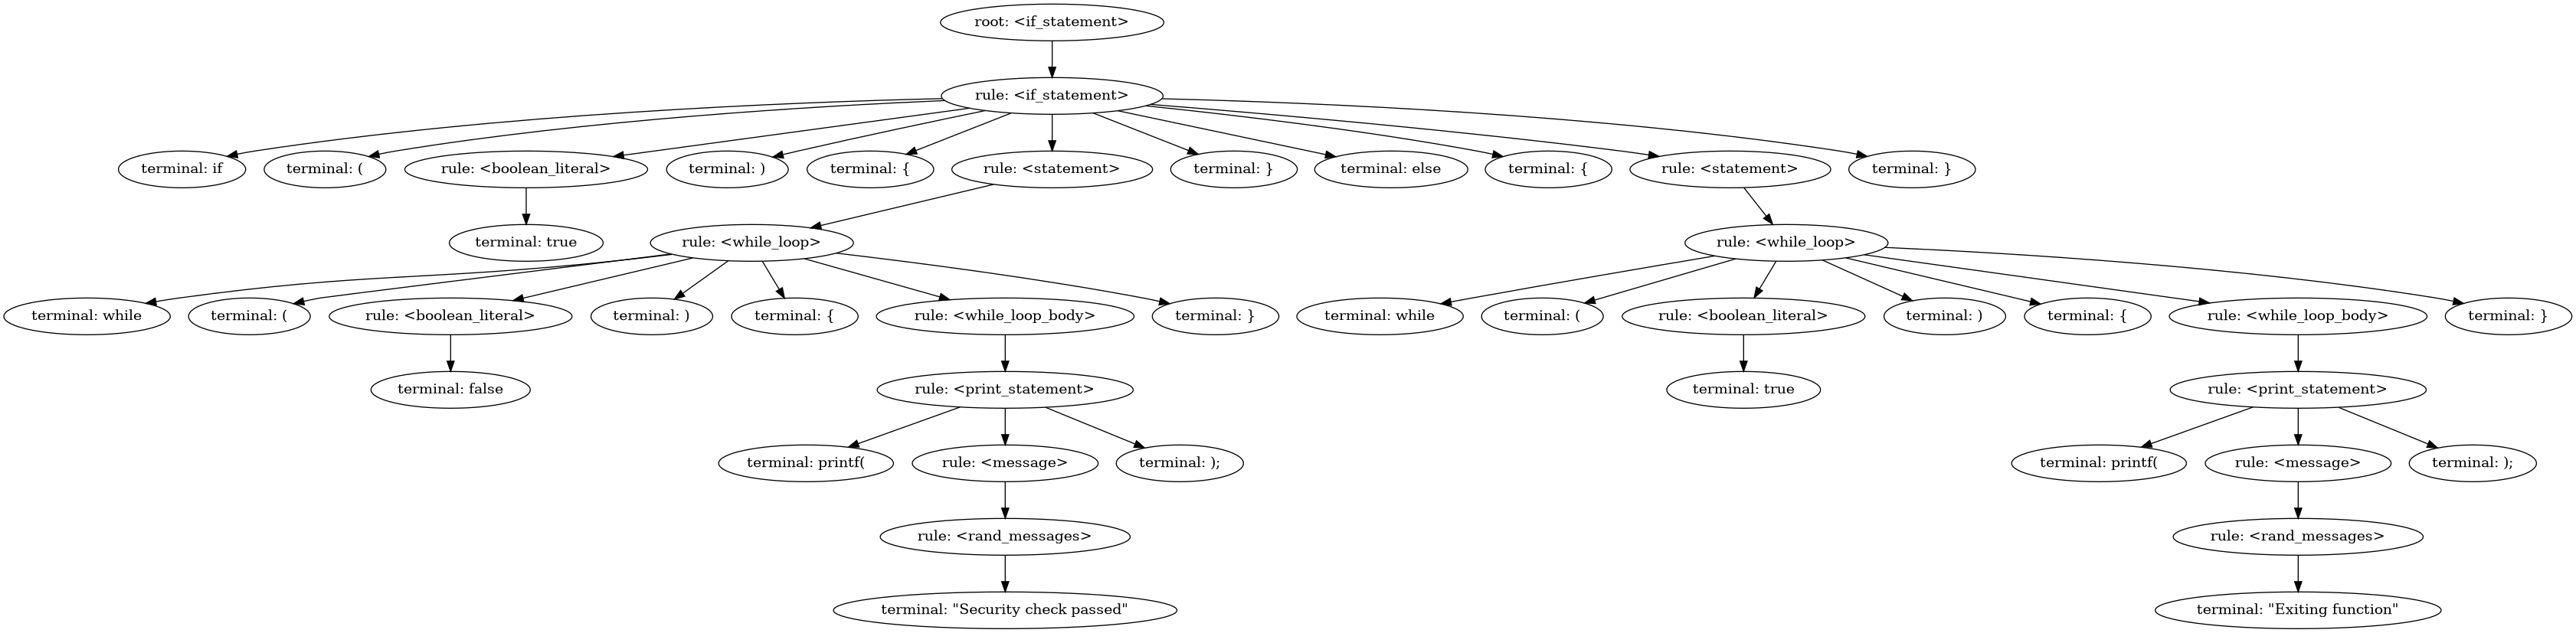 root: <if_statement>
rule: <if_statement>
terminal: if
terminal: (
rule: <boolean_literal>
terminal: )
terminal: {
rule: <statement>
terminal: }
terminal: else
terminal: {
rule: <statement>
terminal: }
terminal: true
rule: <while_loop>
rule: <while_loop>
terminal: while
terminal: (
rule: <boolean_literal>
terminal: )
terminal: {
rule: <while_loop_body>
terminal: }
terminal: while
terminal: (
rule: <boolean_literal>
terminal: )
terminal: {
rule: <while_loop_body>
terminal: }
terminal: false
rule: <print_statement>
terminal: true
rule: <print_statement>
terminal: printf(
rule: <message>
terminal: );
terminal: printf(
rule: <message>
terminal: );
rule: <rand_messages>
rule: <rand_messages>
terminal: "Security check passed"
terminal: "Exiting function"